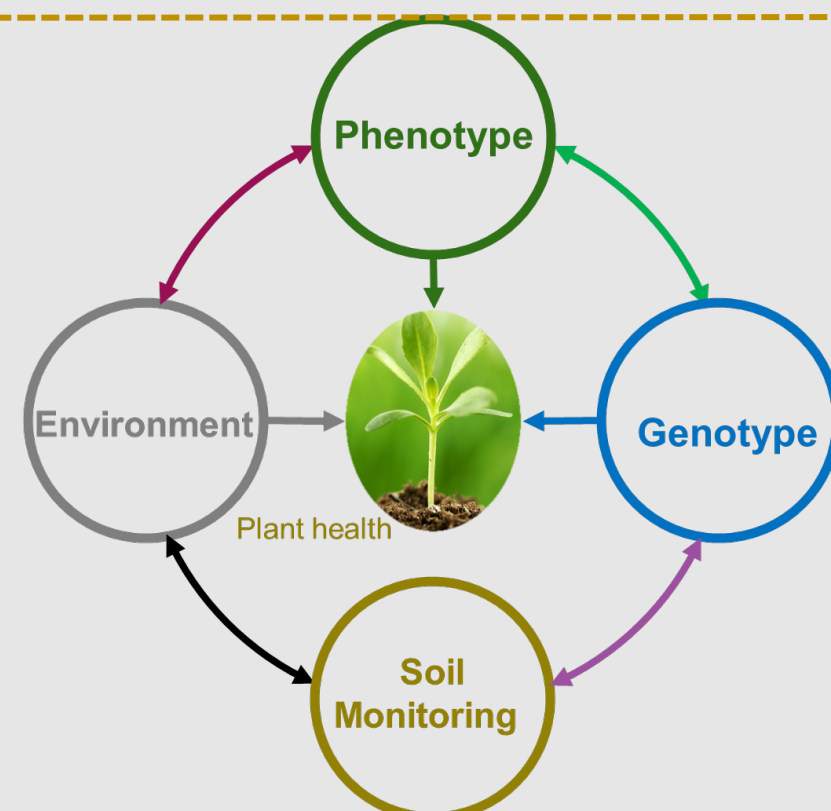 Phenotype
Environment
Genotype
Plant health
Soil
Monitoring